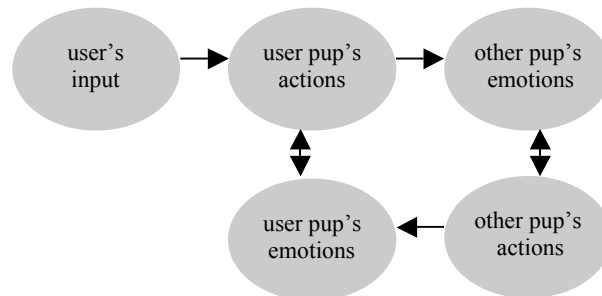 user's
input
user pup's
actions
other pup's
emotions
user pup's
emotions
other pup's
actions